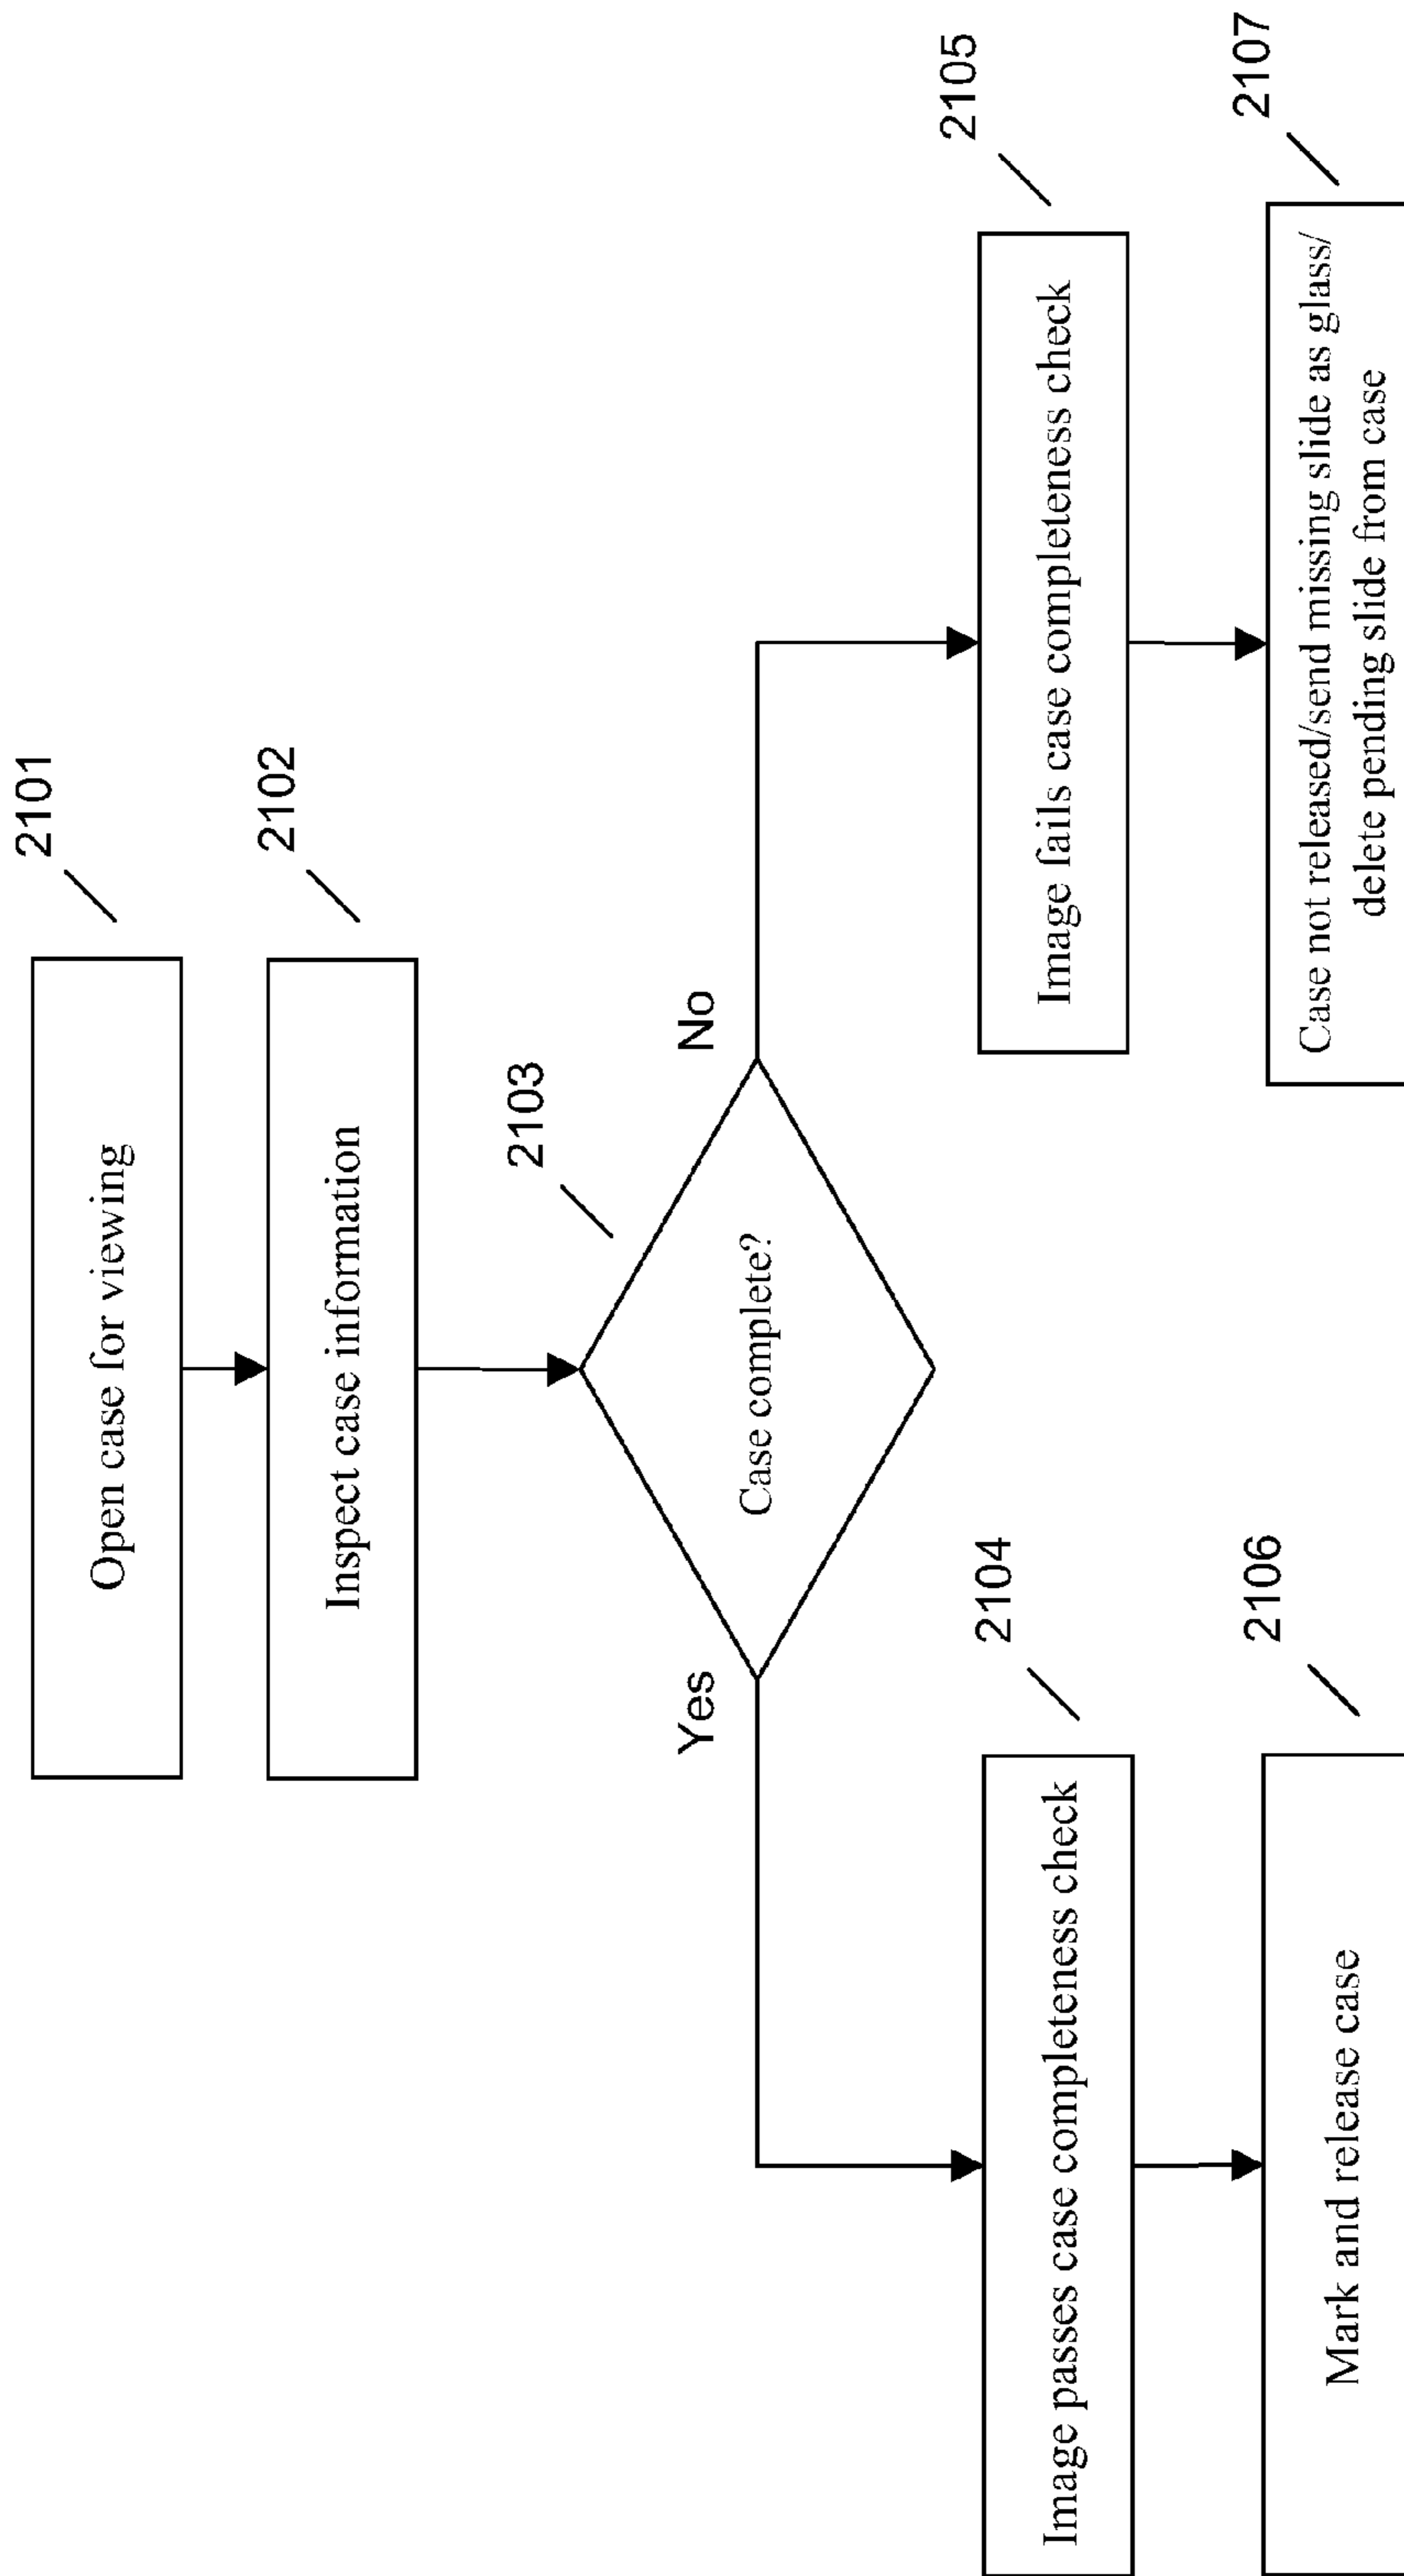 2101
Open case for viewing
2102
Inspect case information
2103
Case complete?
Yes
No
2104
Image passes case completeness check
2105
Image fails case completeness check
2106
Mark and release case
2107
Case not released/send missing slide as glass/
delete pending slide from case